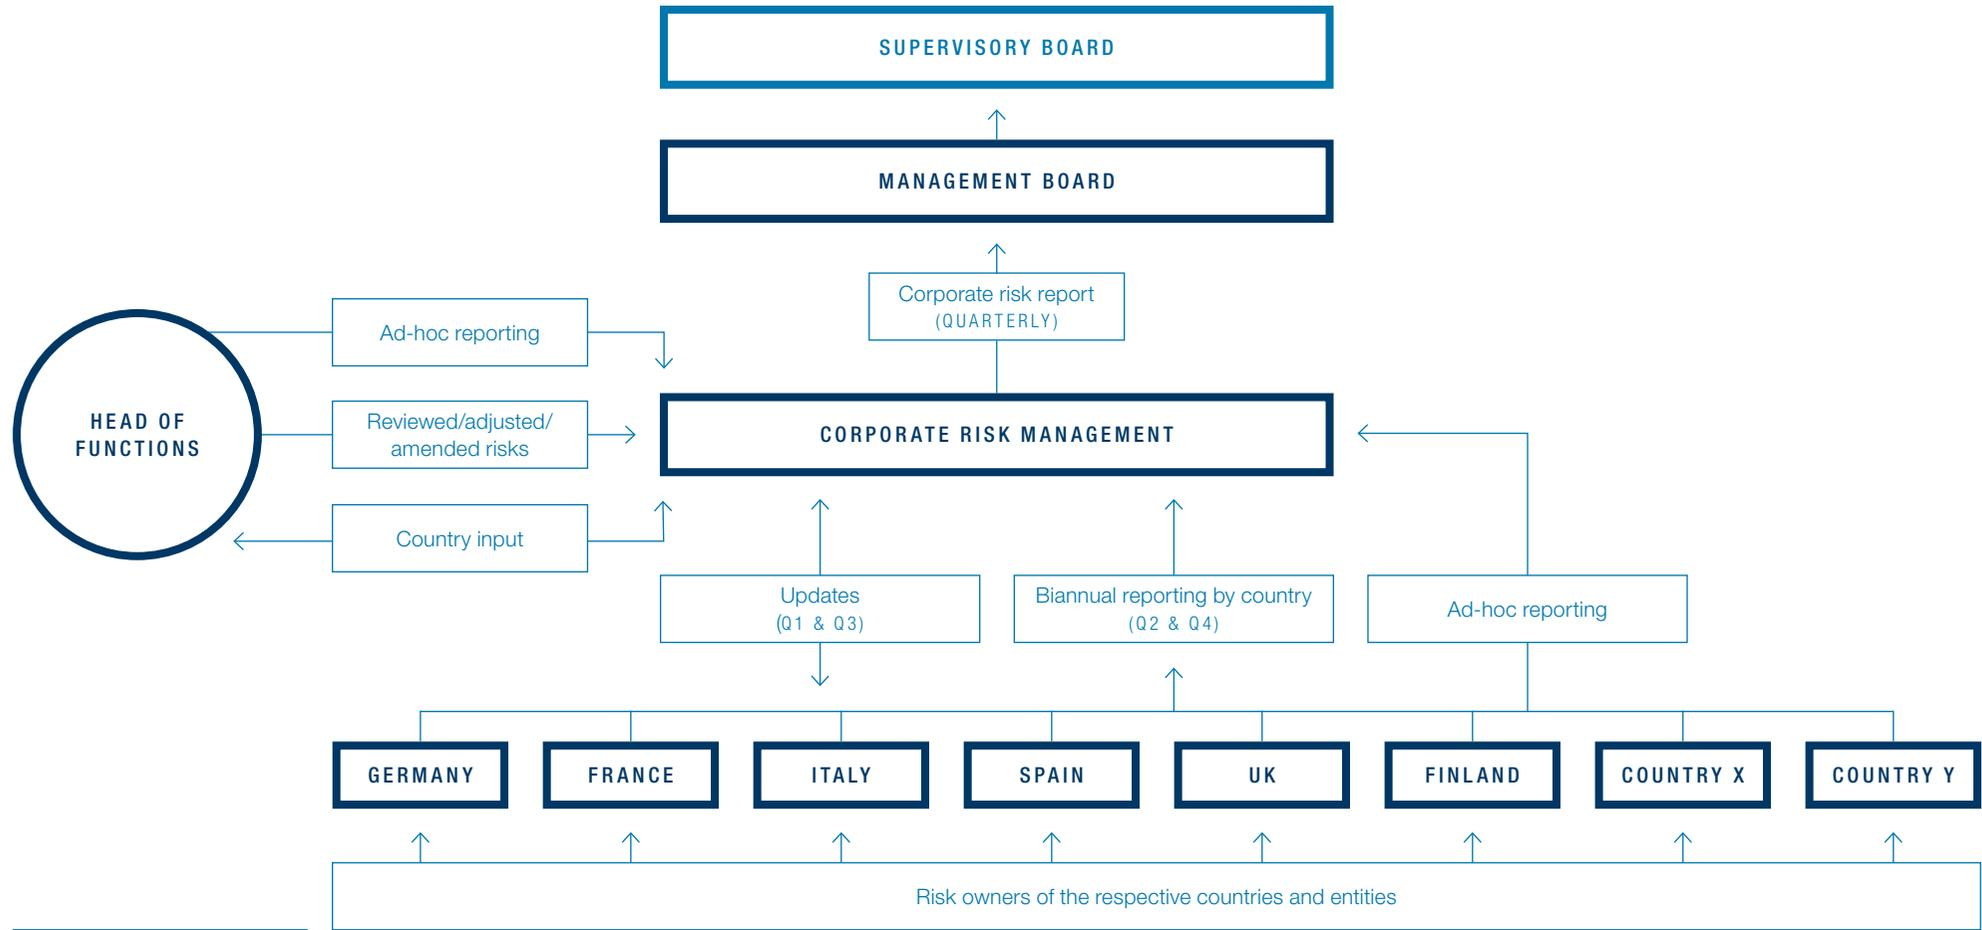 SUPERVISORY BOARD
MANAGEMENT BOARD
Corporate risk report
(QUARTERLY)
Ad-hoc reporting
HEAD OF
FUNCTIONS
Reviewed/adjusted/
amended risks
CORPORATE RISK MANAGEMENT
Country input
Updates
(Q1 & Q3)
Biannual reporting by country
(Q2 & Q4)
Ad-hoc reporting
GERMANY
FRANCE
ITALY
SPAIN
UK
FINLAND
COUNTRY X
COUNTRY Y
Risk owners of the respective countries and entities